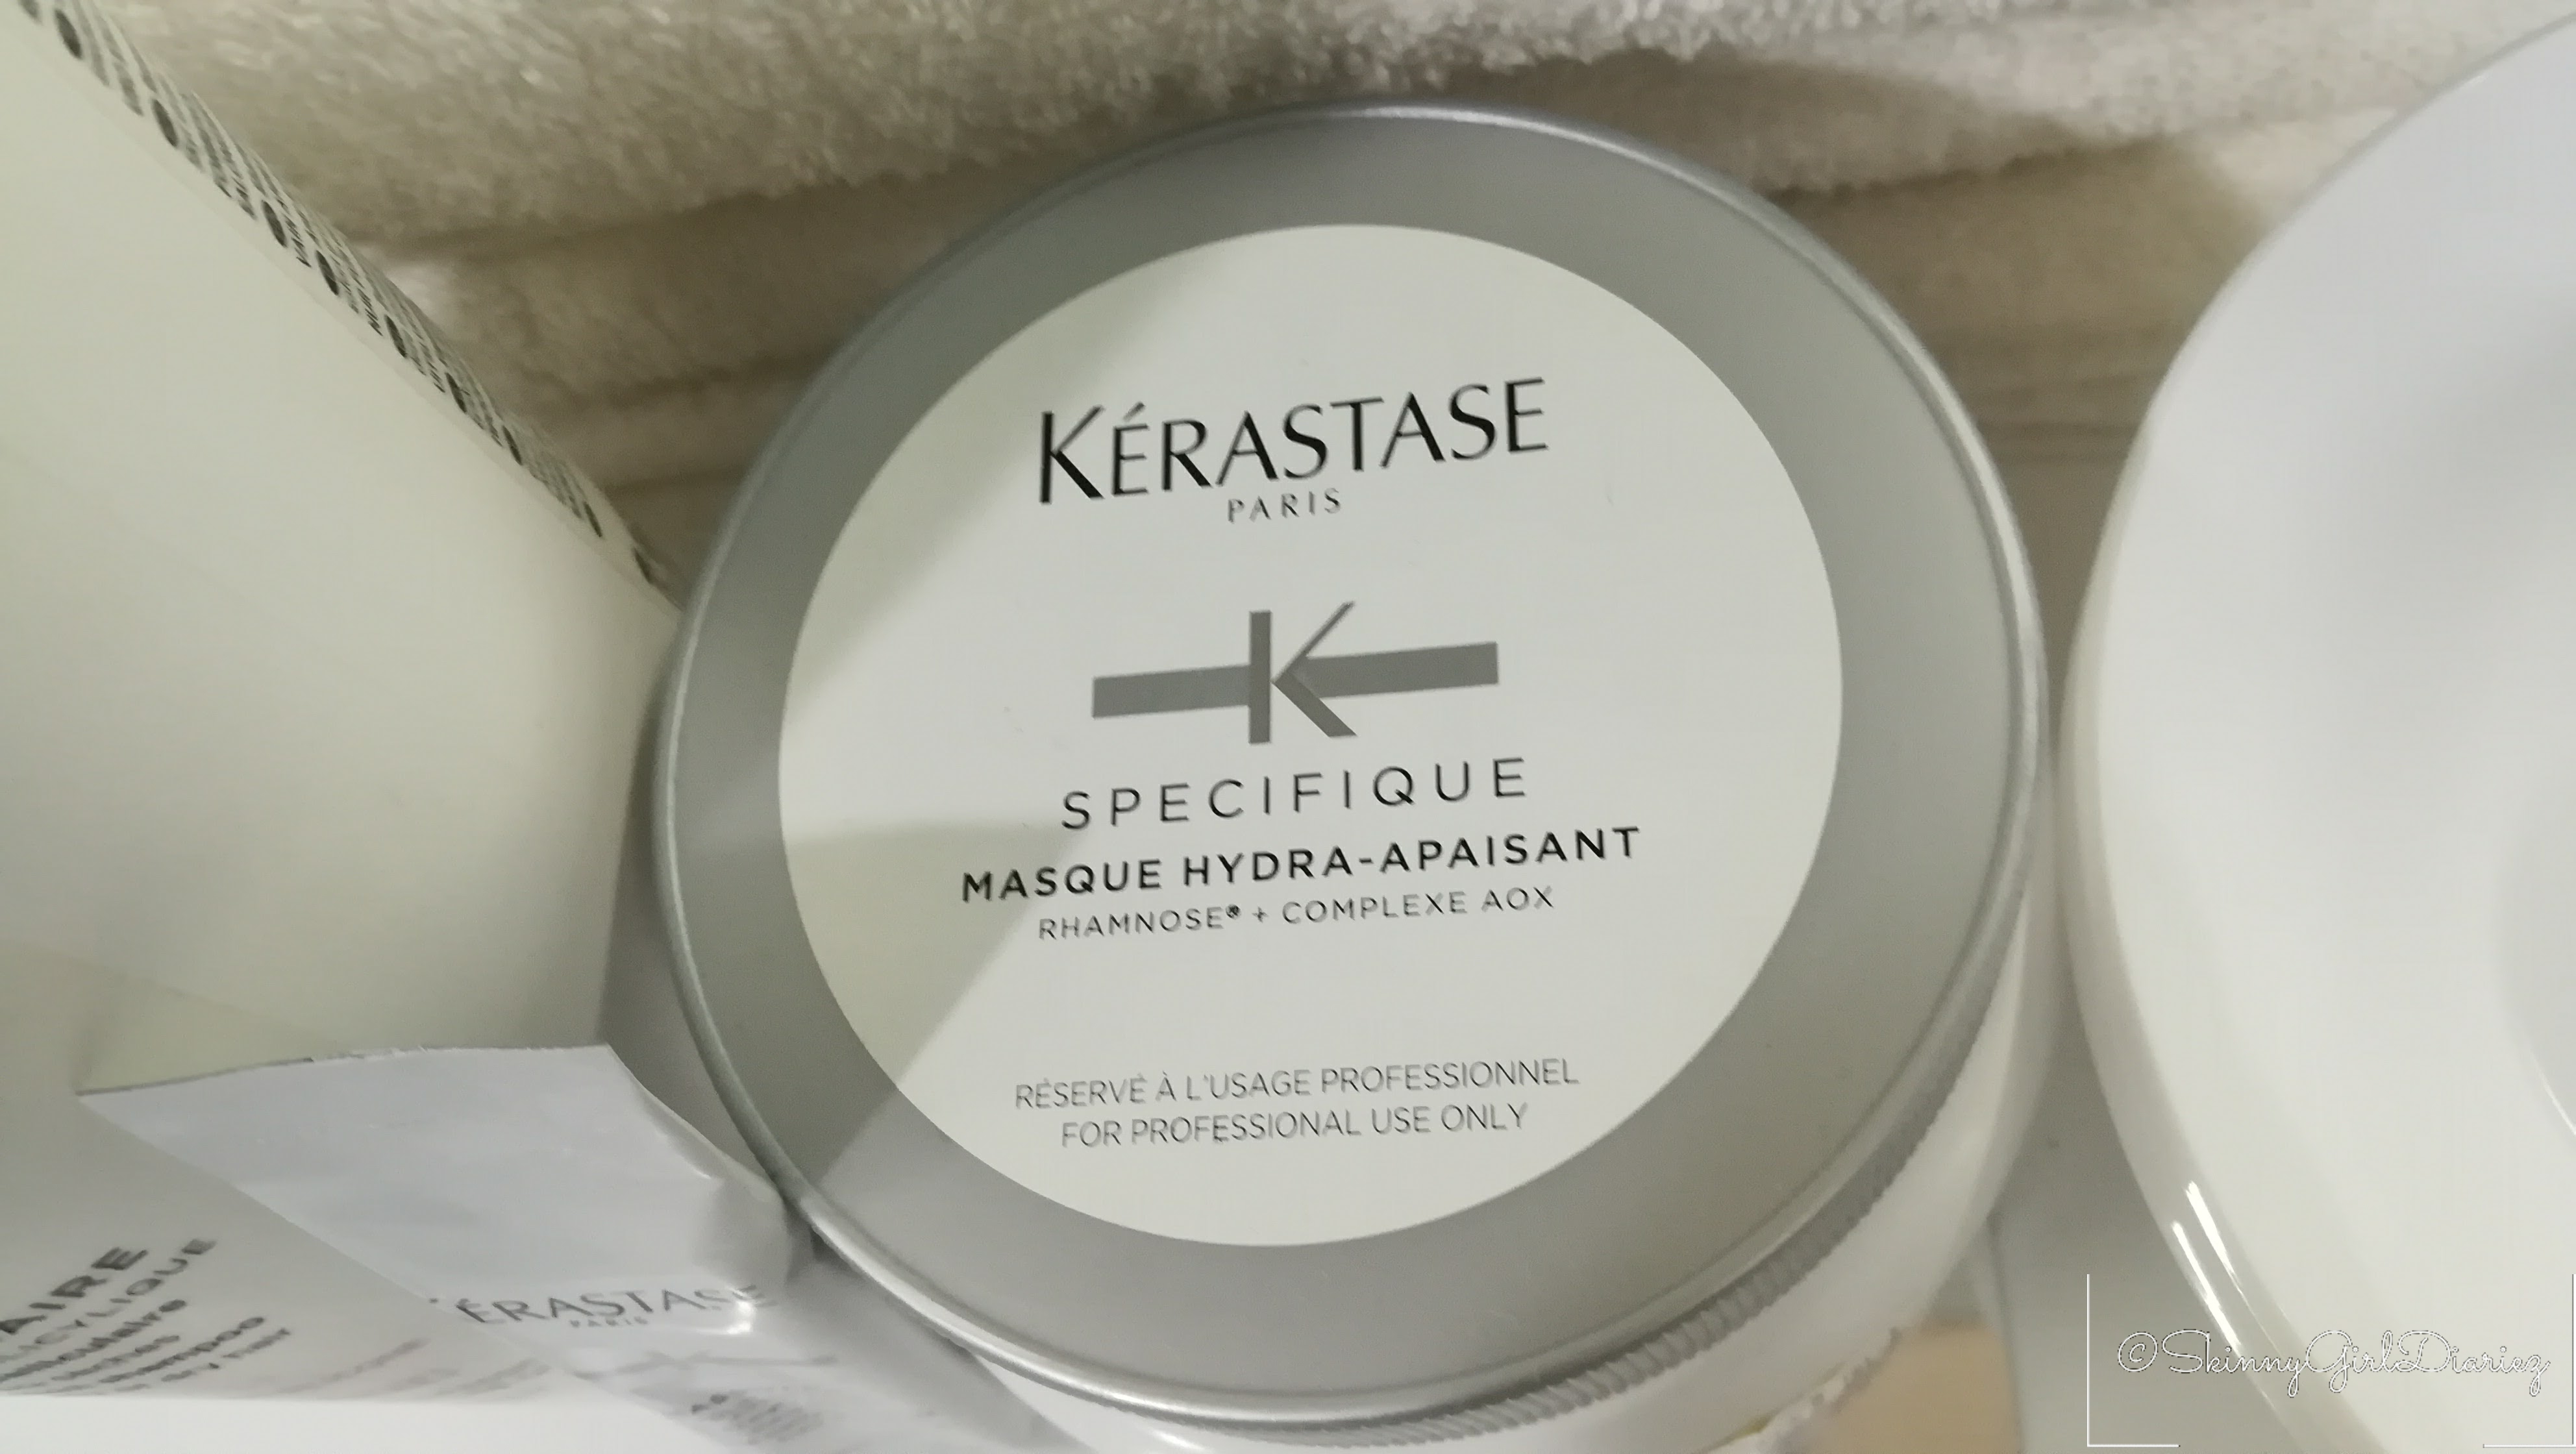 KÉRASTASE
PARIS
K
SPECIFIQUE
MASQUE HYDRA-APAISANT
RHAMNOSE® + COMPLEXE AOX
RÉSERVÉ À L'USAGE PROFESSIONNEL
FOR PROFESSIONAL USE ONLY
ÉRASTASE
PARIS
AIRE
©SkinnyGirlDiariez